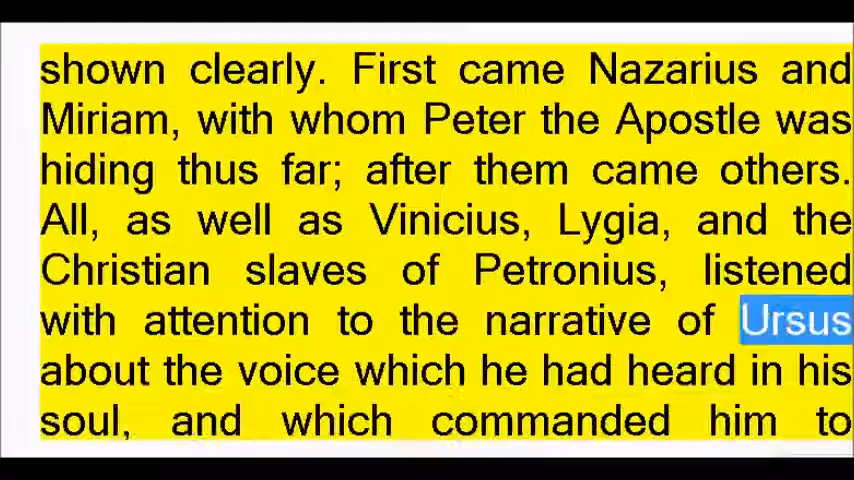 shown clearly. First came Nazarius and
Miriam, with whom Peter the Apostle was
hiding thus far; after them came others.
All, as well as Vinicius, Lygia, and the
Christian slaves of Petronius, listened
with attention to the narrative of Ursus
about the voice which he had heard in his
soul, and which commanded him to